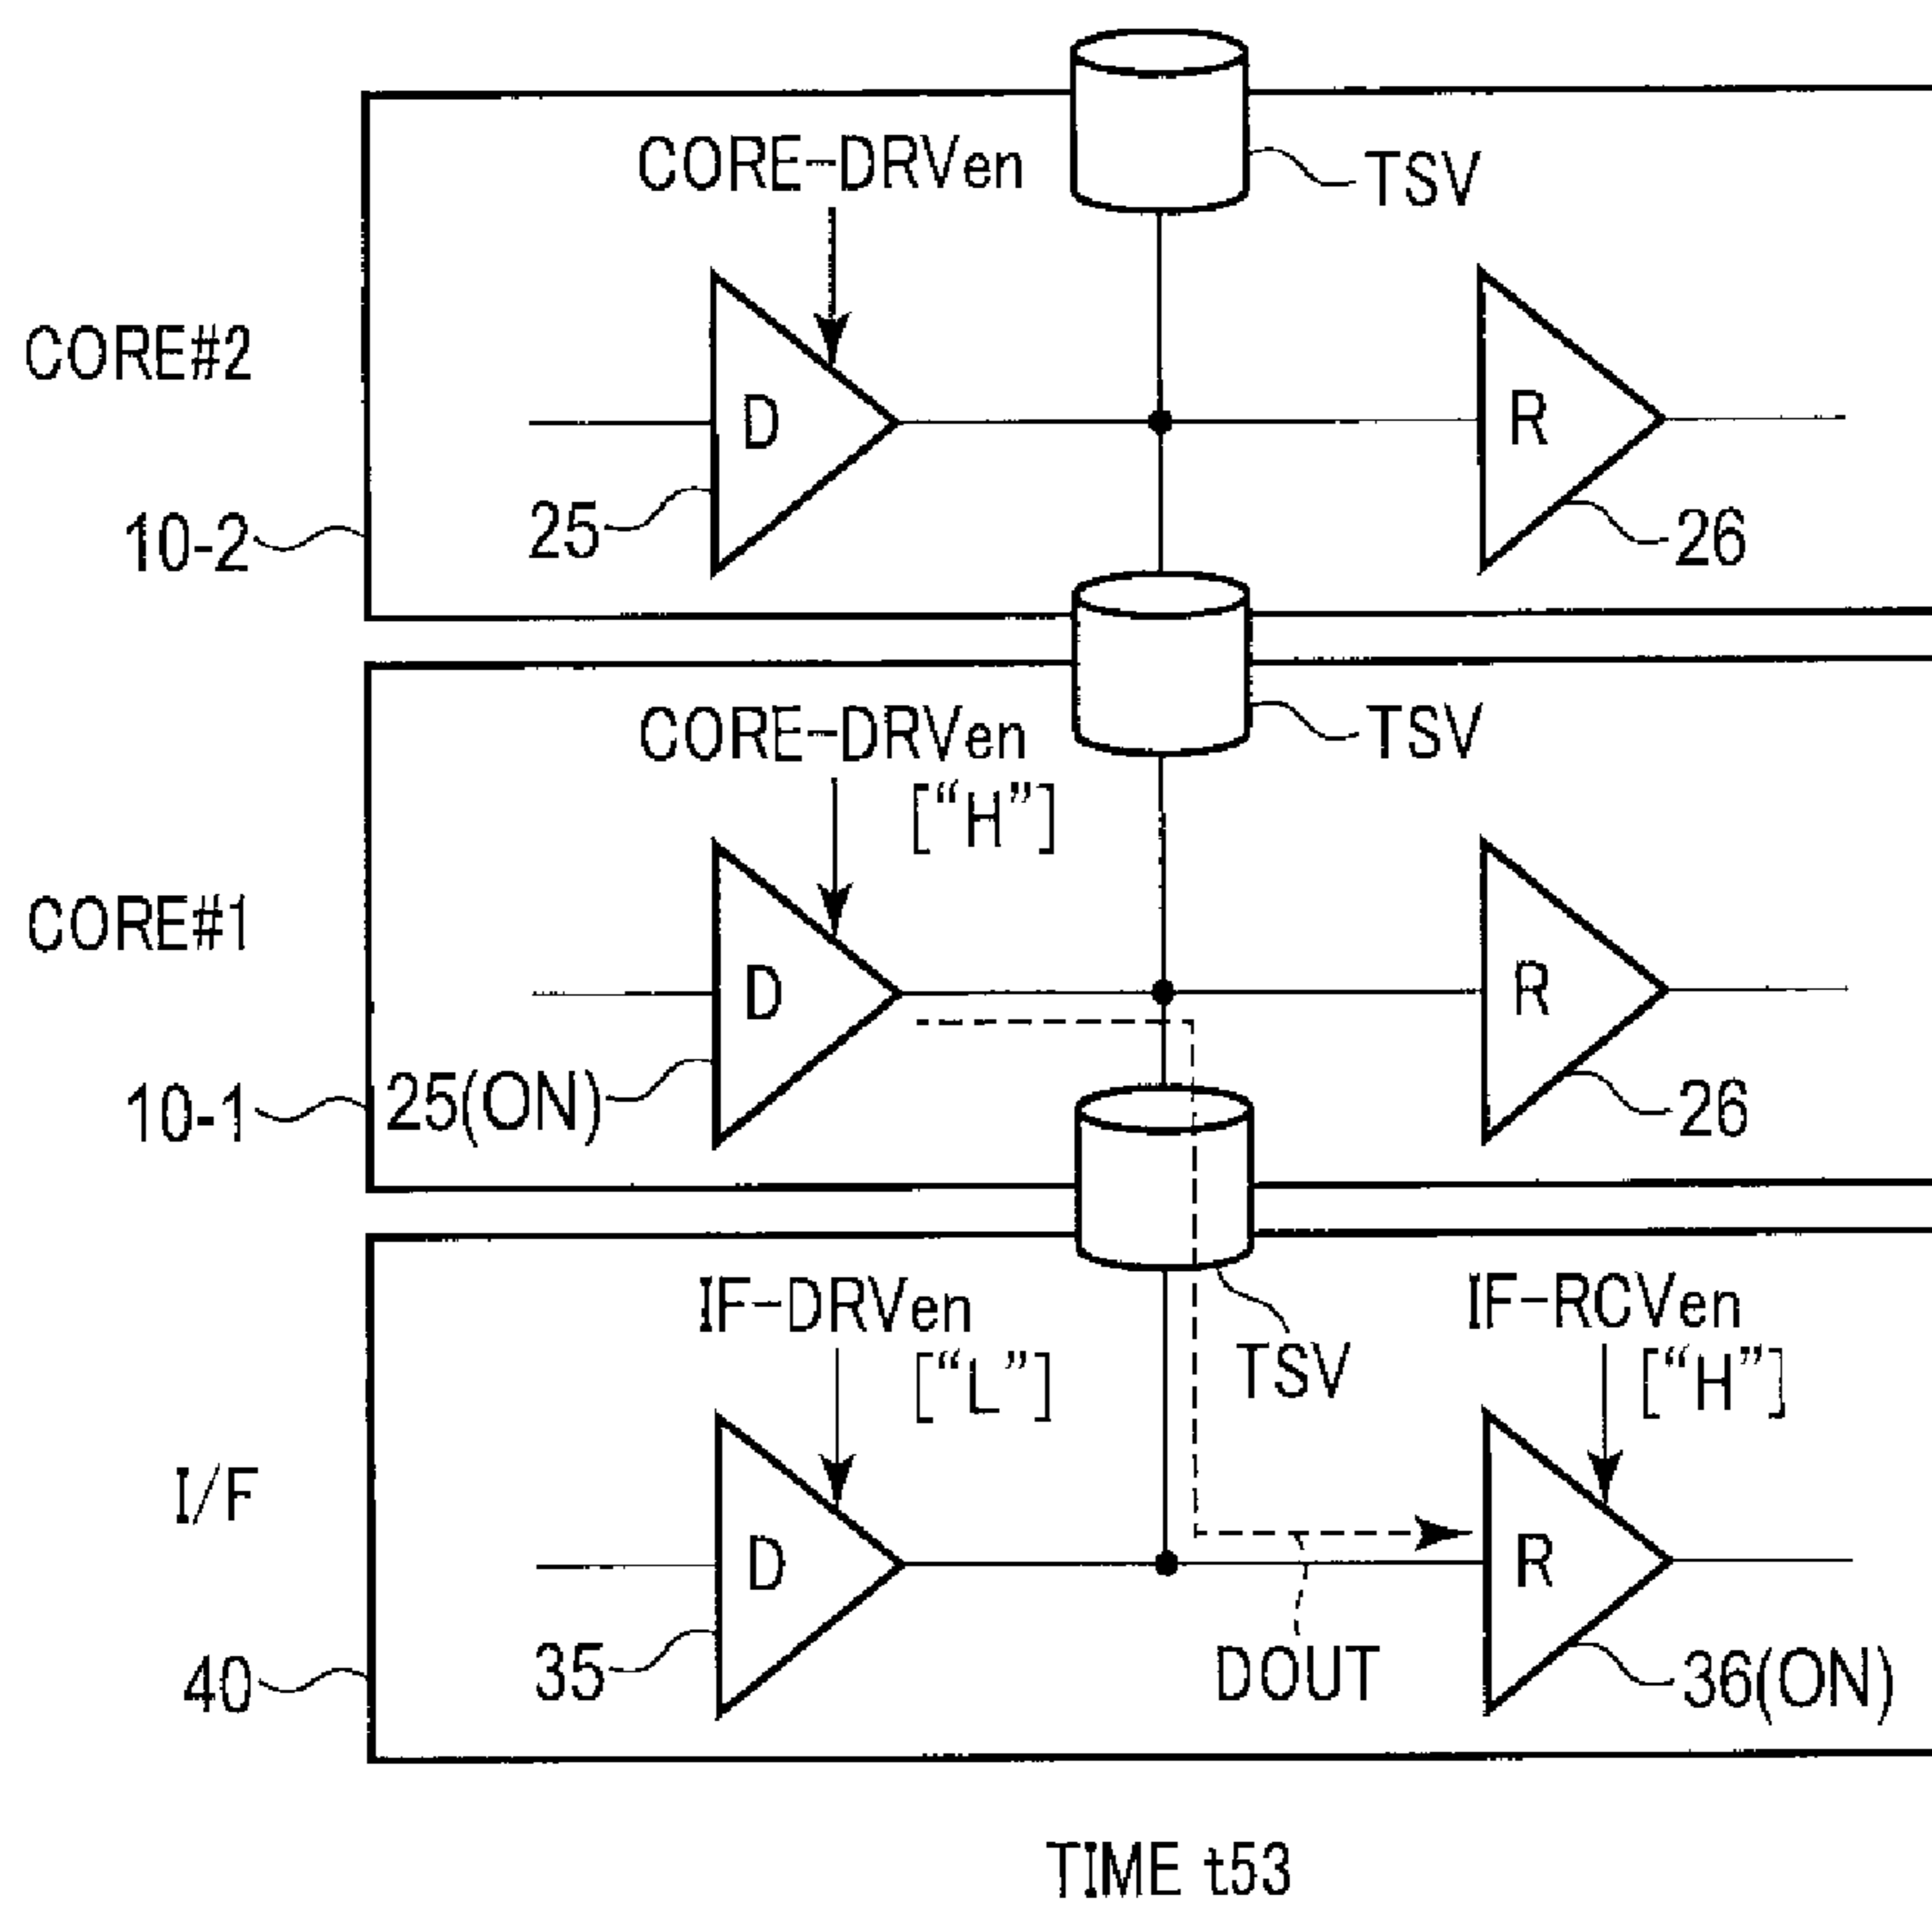 CORE-DRVen
TSV
CORE#2
D
R
25
26
10-2
CORE-DRVen
["H"]
TSV
CORE#1
D
R
25(ON)
26
10-1
IF-DRVen
["L"]
TSV
IF-RCVen
["H"]
I/F
D
R
35
DOUT
36(ON)
40
TIME t53